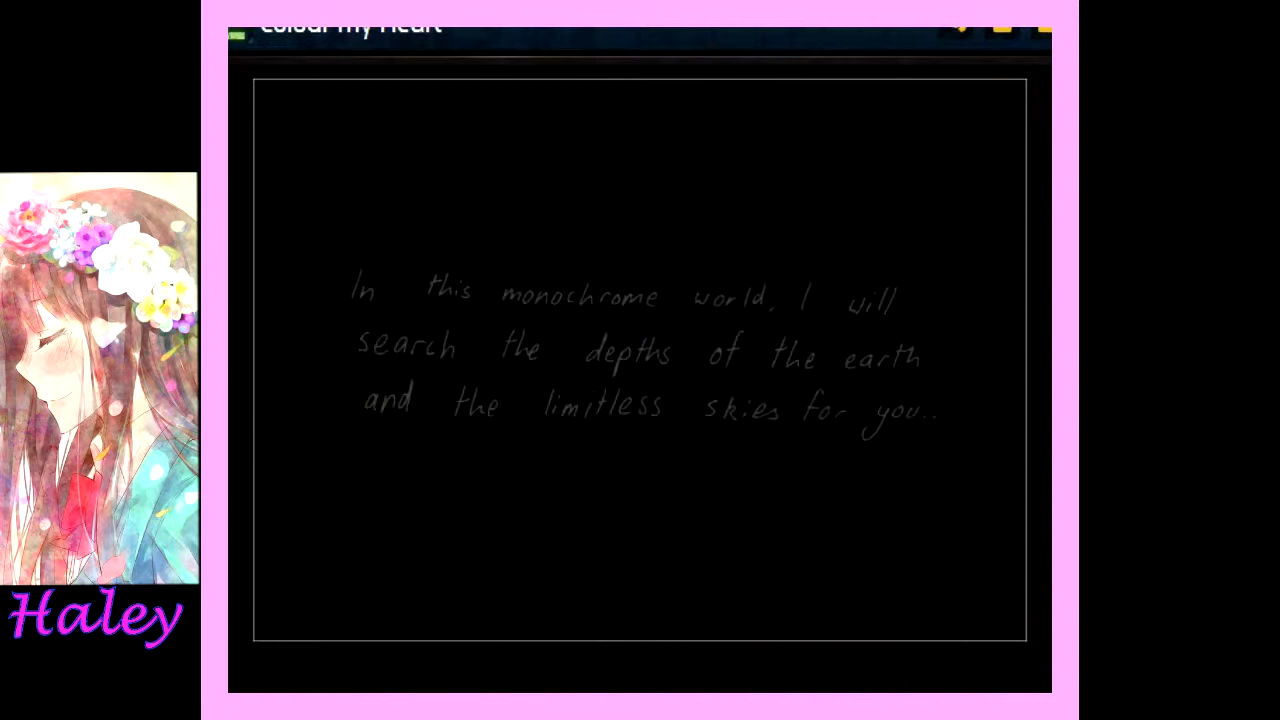 Colour my Heart
In this monochrome world, I will
search the depths of the earth
and the limitless skies for you..
Haley